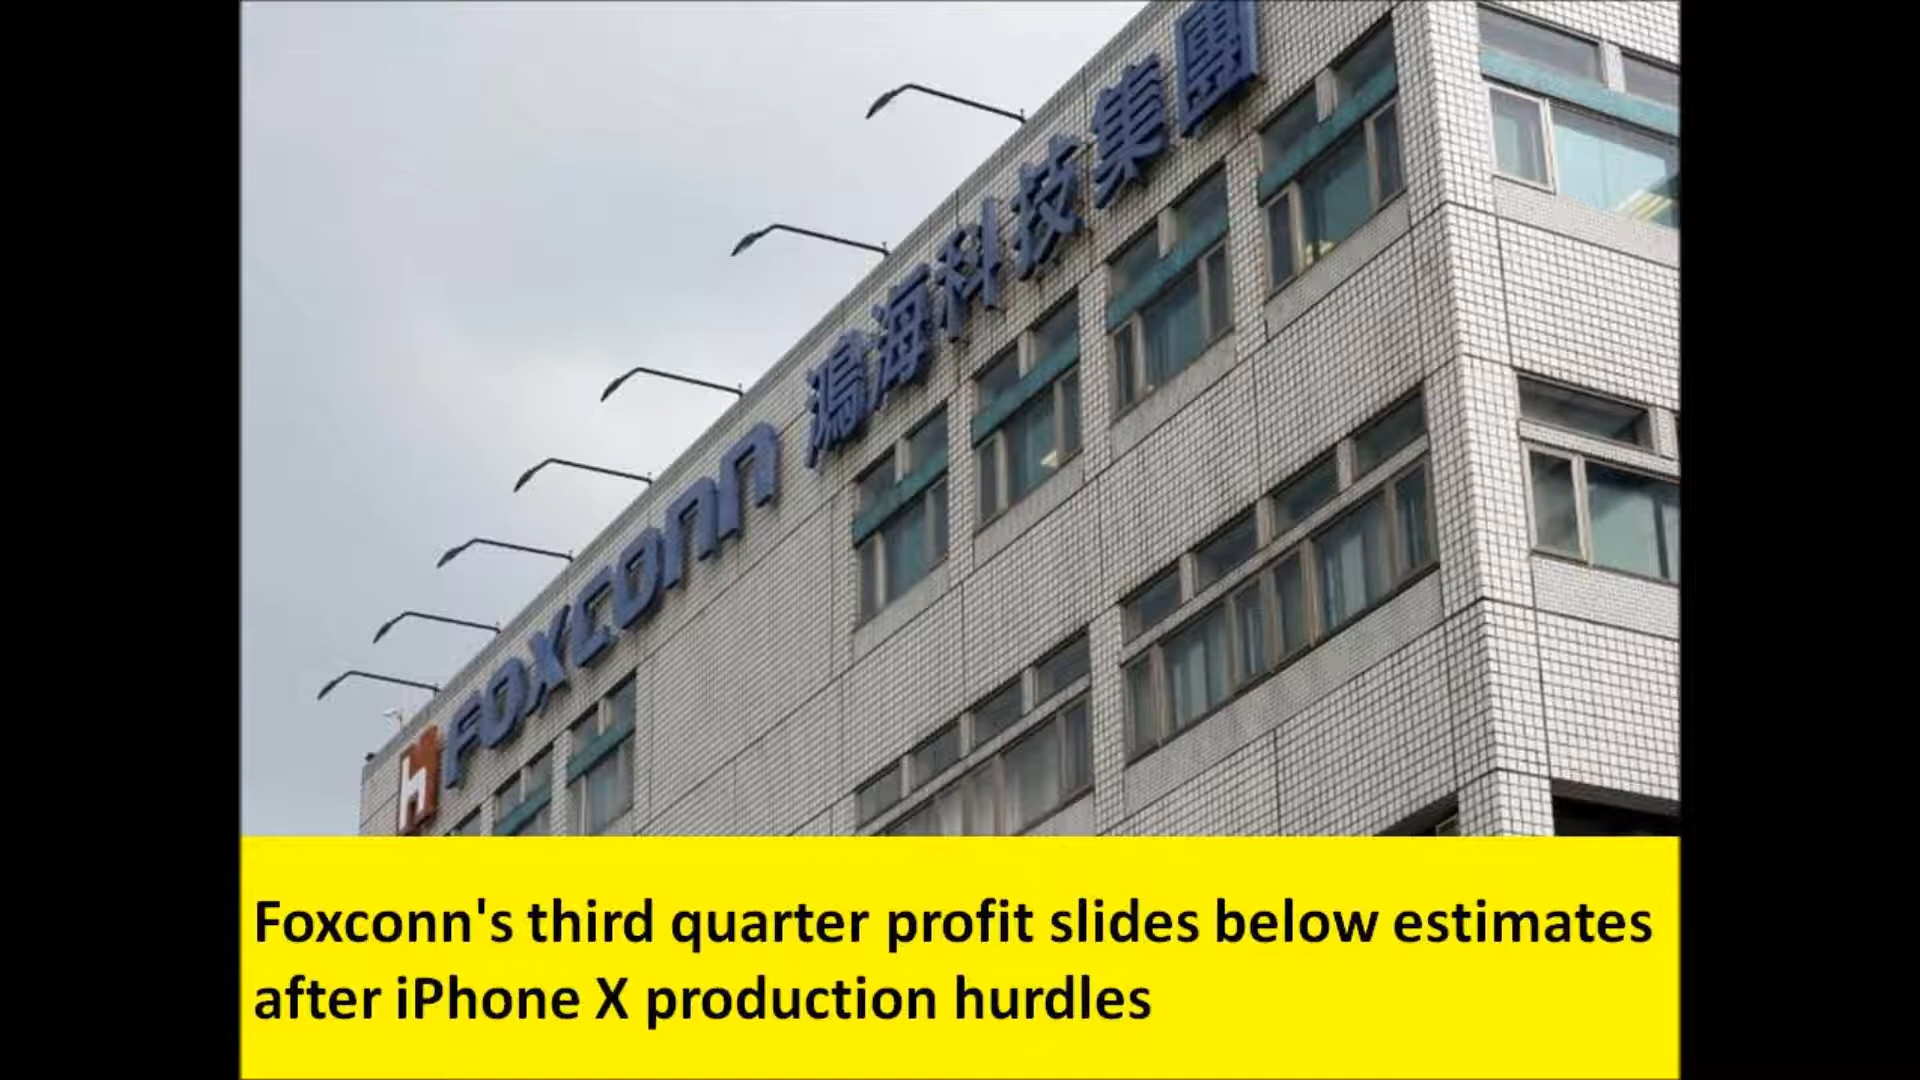 h FOXCONN 鴻海科技集團
Foxconn's third quarter profit slides below estimates
after iPhone X production hurdles